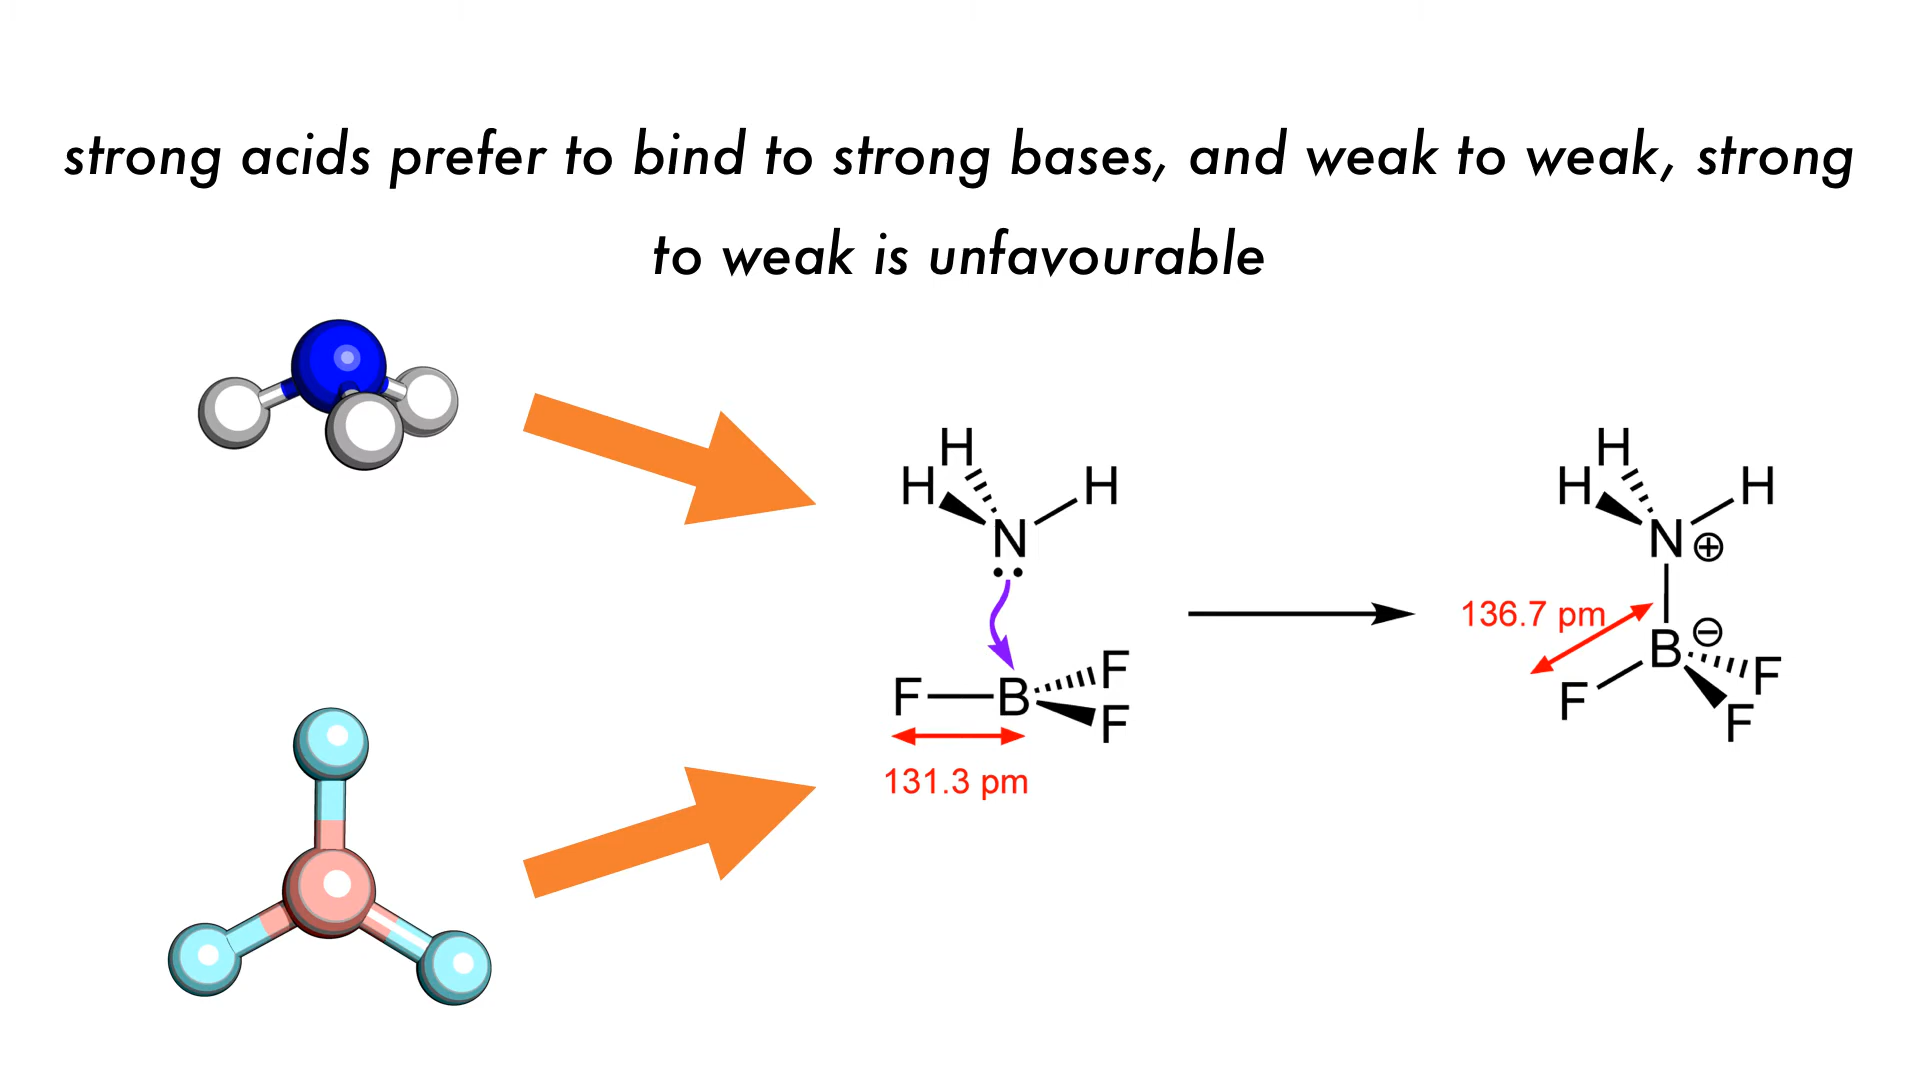 strong acids prefer to bind to strong bases, and weak to weak, strong
to weak is unfavourable
H
H
H
N
F
B
F
F
131.3 pm
H
H
H
N
⊕
136.7 pm
⊖
B
F
F
F